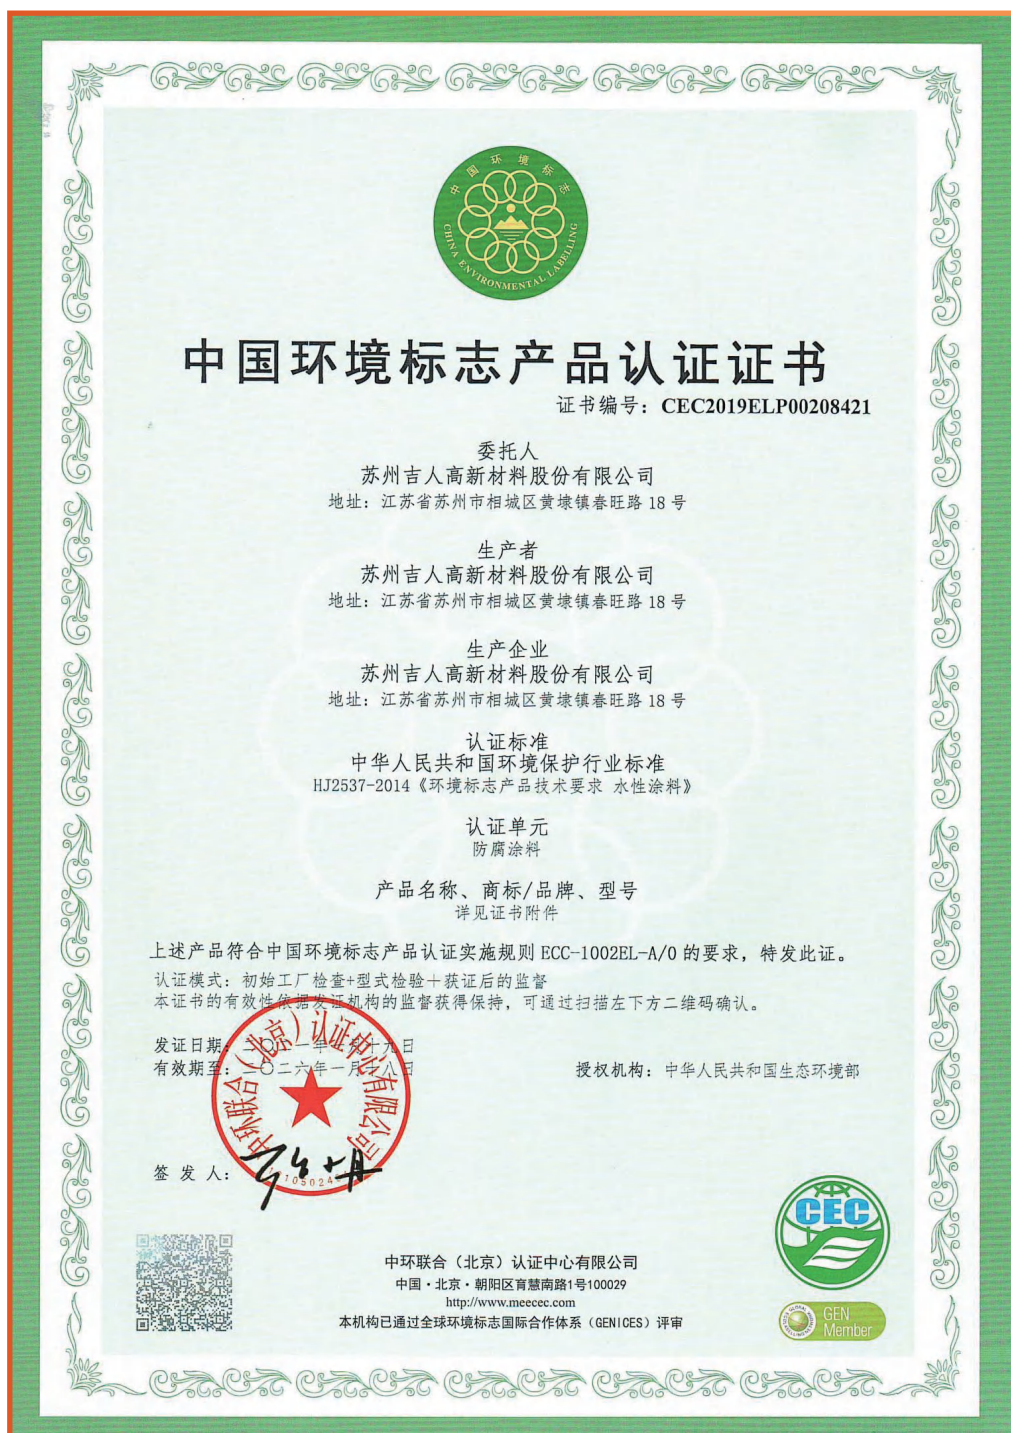 中国环境标志
CHINA ENVIRONMENTAL LABELLING
中国环境标志产品认证证书
证书编号：CEC2019ELP00208421
委托人
苏州吉人高新材料股份有限公司
地址：江苏省苏州市相城区黄埭镇春旺路 18 号
生产者
苏州吉人高新材料股份有限公司
地址：江苏省苏州市相城区黄埭镇春旺路 18 号
生产企业
苏州吉人高新材料股份有限公司
地址：江苏省苏州市相城区黄埭镇春旺路 18 号
认证标准
中华人民共和国环境保护行业标准
HJ2537-2014《环境标志产品技术要求 水性涂料》
认证单元
防腐涂料
产品名称、商标/品牌、型号
详见证书附件
上述产品符合中国环境标志产品认证实施规则 ECC-1002EL-A/0 的要求，特发此证。
认证模式：初始工厂检查+型式检验＋获证后的监督
本证书的有效性依据发证机构的监督获得保持，可通过扫描左下方二维码确认。
发证日期：二〇二一年 月十九日
有效期至：二〇二六年一月十八日
授权机构：中华人民共和国生态环境部
中环联合（北京）认证中心有限公司
签 发 人：
CEC
GEN
Member
中环联合（北京）认证中心有限公司
中国·北京·朝阳区育慧南路1号100029
http://www.meecec.com
本机构已通过全球环境标志国际合作体系（GENICES）评审